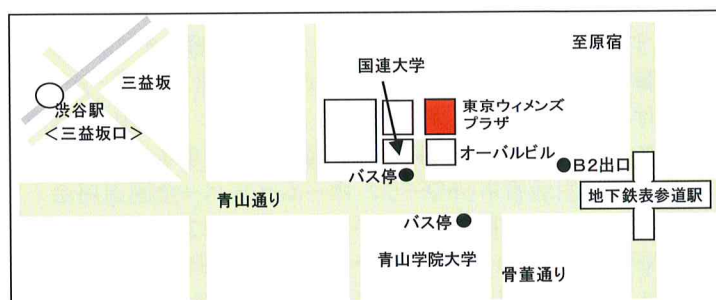 至原宿
国連大学
三益坂
東京ウィメンズ
プラザ
渋谷駅
＜三益坂口＞
オーバルビル
●B2出口
バス停●
地下鉄表参道駅
青山通り
バス停●
青山学院大学
骨董通り